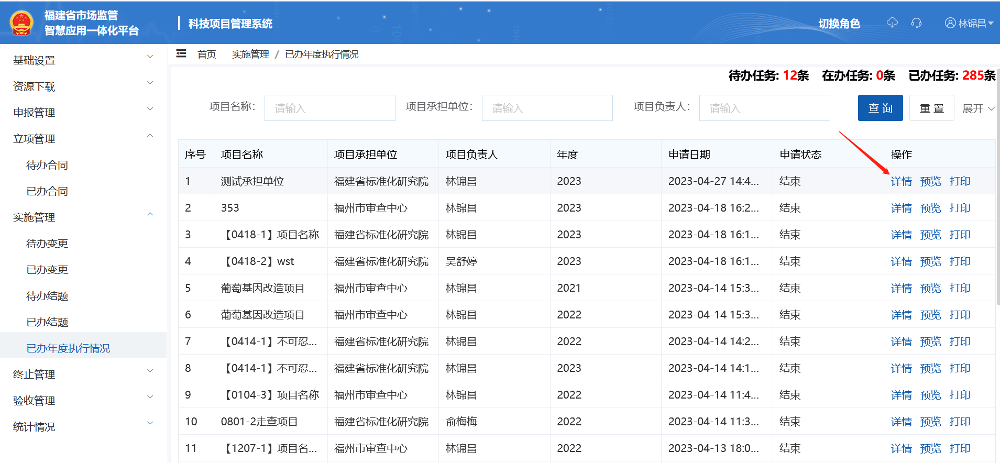 福建省市场监管
智慧应用一体化平台
科技项目管理系统
切换角色
林锦昌
基础设置
资源下载
申报管理
立项管理
待办合同
已办合同
实施管理
待办变更
已办变更
待办结题
已办结题
已办年度执行情况
终止管理
验收管理
统计情况
首页 实施管理 / 已办年度执行情况
待办任务: 12条 在办任务: 0条 已办任务: 285条
项目名称: 请输入 项目承担单位: 请输入 项目负责人: 请输入 查 询 重 置 展开
序号 项目名称 项目承担单位 项目负责人 年度 申请日期 申请状态 操作
1 测试承担单位 福建省标准化研究院 林锦昌 2023 2023-04-27 14:4... 结束 详情 预览 打印
2 353 福州市审查中心 林锦昌 2023 2023-04-18 16:2... 结束 详情 预览 打印
3 【0418-1】项目名称 福建省标准化研究院 林锦昌 2023 2023-04-18 16:1... 结束 详情 预览 打印
4 【0418-2】wst 福建省标准化研究院 吴舒婷 2023 2023-04-18 16:1... 结束 详情 预览 打印
5 葡萄基因改造项目 福州市审查中心 林锦昌 2021 2023-04-14 15:3... 结束 详情 预览 打印
6 葡萄基因改造项目 福州市审查中心 林锦昌 2022 2023-04-14 15:3... 结束 详情 预览 打印
7 【0414-1】不可忍... 福建省标准化研究院 林锦昌 2022 2023-04-14 14:2... 结束 详情 预览 打印
8 【0414-1】不可忍... 福建省标准化研究院 林锦昌 2023 2023-04-14 14:1... 结束 详情 预览 打印
9 【0104-3】项目名称 福州市审查中心 林锦昌 2022 2023-04-14 11:4... 结束 详情 预览 打印
10 0801-2走查项目 福建省标准化研究院 俞梅梅 2022 2023-04-14 11:3... 结束 详情 预览 打印
11 【1207-1】项目名... 福州市审查中心 林锦昌 2022 2023-04-13 18:0... 结束 详情 预览 打印